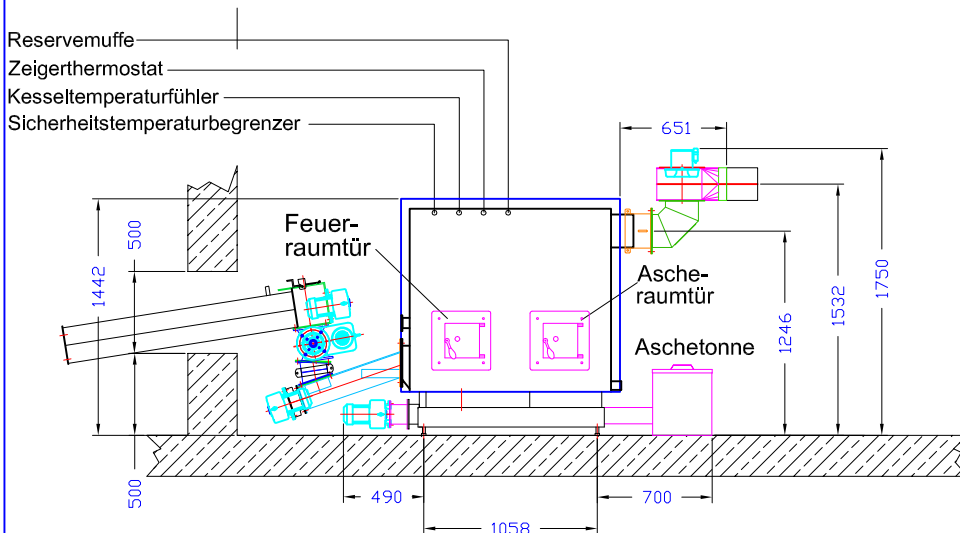 Reservemuffe
Zeigerthermostat
Kesseltemperaturfühler
Sicherheitstemperaturbegrenzer
651
Feuer-
raumtür
Asche-
raumtür
Aschetonne
500
1442
1246
1532
1750
500
490
700
1058